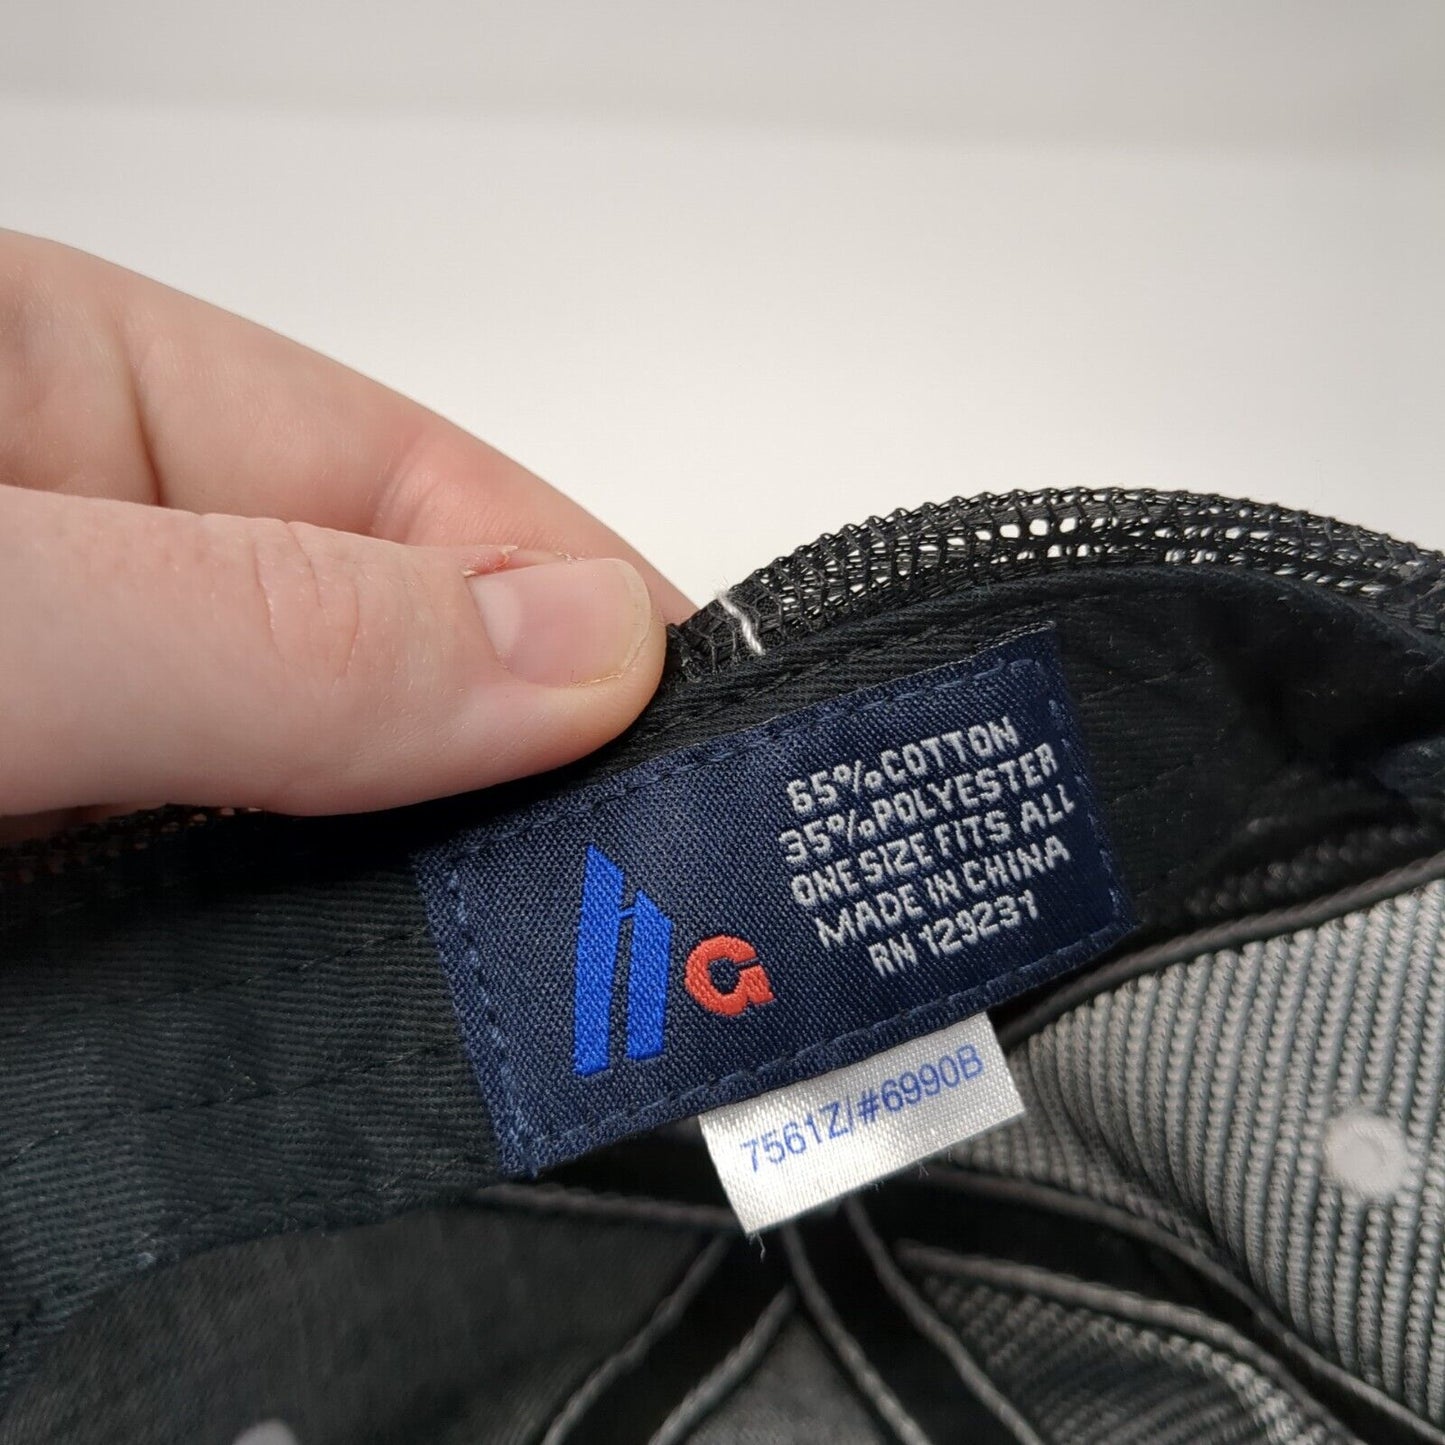 65% COTTON
35% POLYESTER
ONE SIZE FITS ALL
MADE IN CHINA
RN 129231
G
7561Z/#6990B